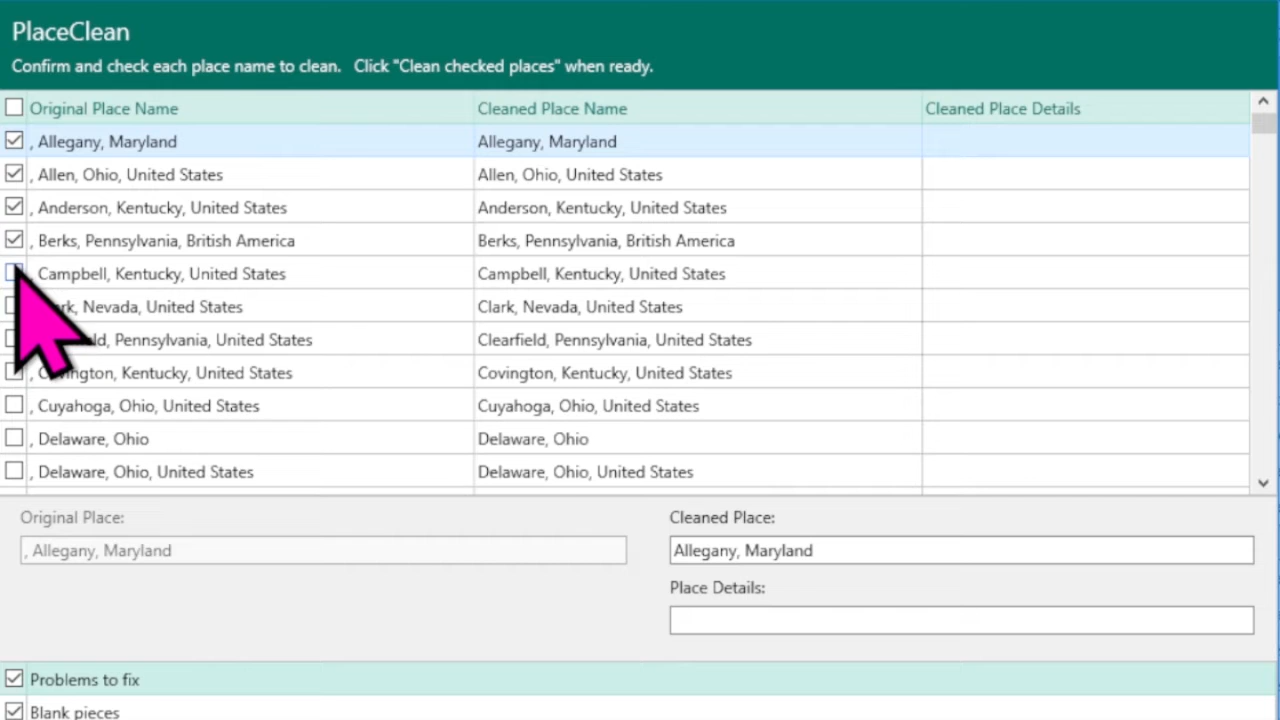 PlaceClean
Confirm and check each place name to clean. Click "Clean checked places" when ready.
Original Place Name Cleaned Place Name Cleaned Place Details
, Allegany, Maryland Allegany, Maryland
, Allen, Ohio, United States Allen, Ohio, United States
, Anderson, Kentucky, United States Anderson, Kentucky, United States
, Berks, Pennsylvania, British America Berks, Pennsylvania, British America
Campbell, Kentucky, United States Campbell, Kentucky, United States
Nevada, United States Clark, Nevada, United States
Pennsylvania, United States Clearfield, Pennsylvania, United States
, Covington, Kentucky, United States Covington, Kentucky, United States
, Cuyahoga, Ohio, United States Cuyahoga, Ohio, United States
, Delaware, Ohio Delaware, Ohio
, Delaware, Ohio, United States Delaware, Ohio, United States
Original Place: Cleaned Place:
, Allegany, Maryland Allegany, Maryland
Place Details:
Problems to fix
Blank pieces